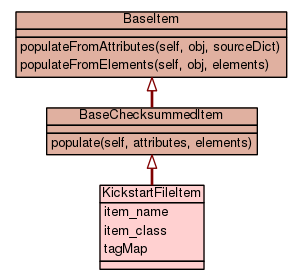 BaseItem
populateFromAttributes(self, obj, sourceDict)
populateFromElements(self, obj, elements)
BaseChecksummedItem
populate(self, attributes, elements)
KickstartFileItem
item_name
item_class
tagMap